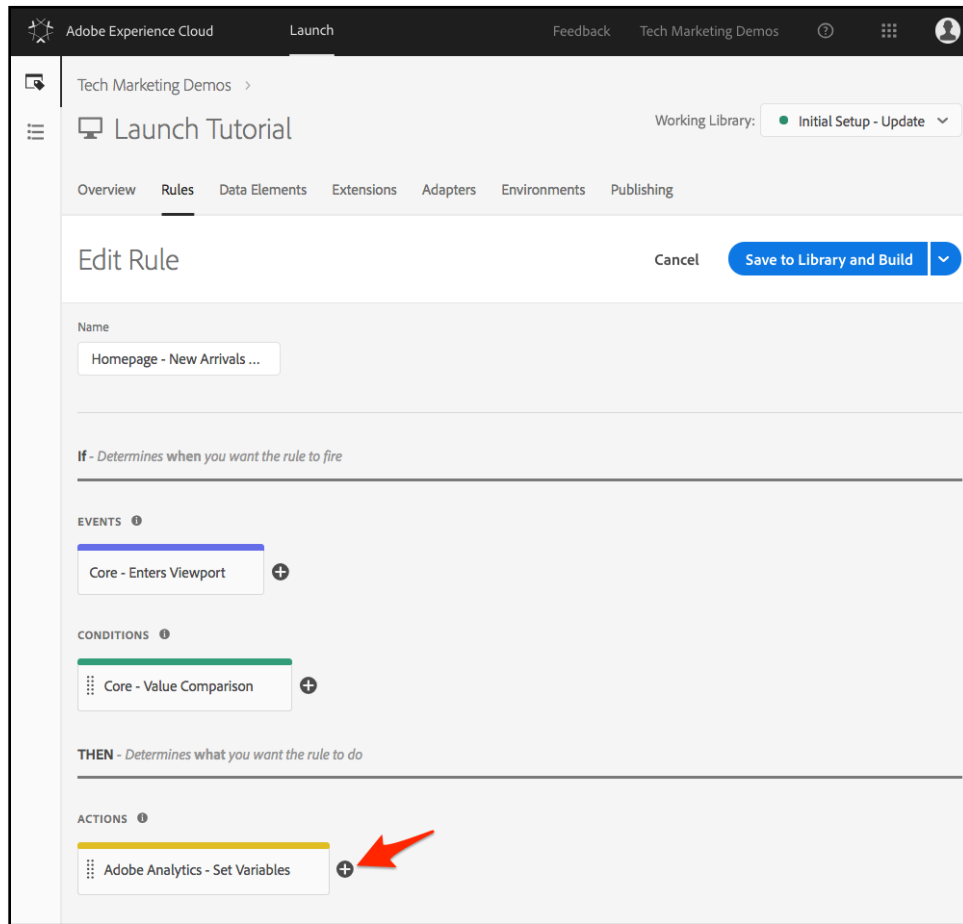 Adobe Experience Cloud Launch Feedback Tech Marketing Demos ?
Tech Marketing Demos >
Launch Tutorial
Working Library: Initial Setup - Update
Overview Rules Data Elements Extensions Adapters Environments Publishing
Edit Rule Cancel Save to Library and Build
Name
Homepage - New Arrivals ...
If - Determines when you want the rule to fire
EVENTS
Core - Enters Viewport
CONDITIONS
Core - Value Comparison
THEN - Determines what you want the rule to do
ACTIONS
Adobe Analytics - Set Variables